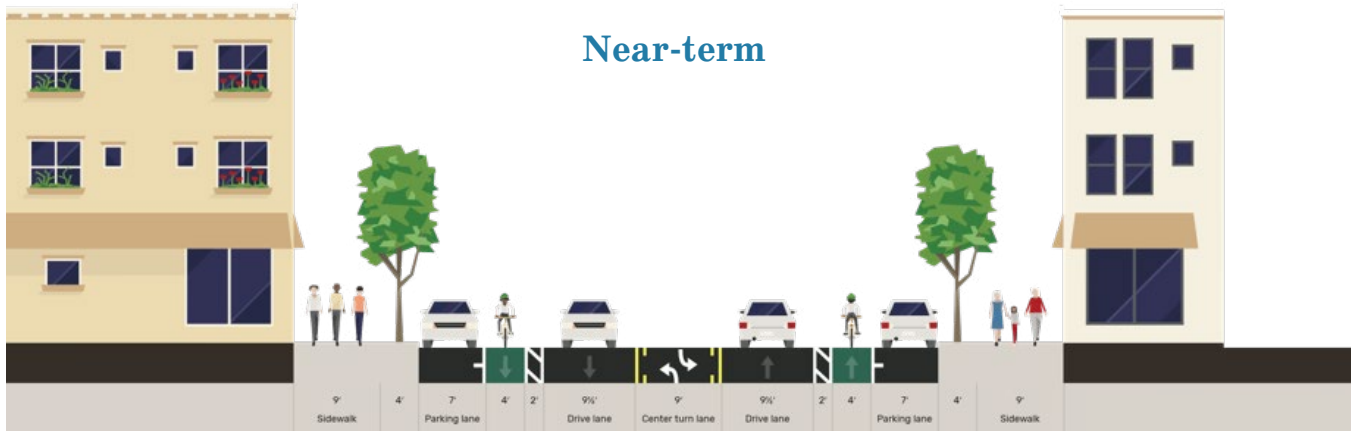 Near-term
9' 4' 7' 4' 2' 9½' 9' 9½' 2' 4' 7' 4' 9'
Sidewalk Parking lane Drive lane Center turn lane Drive lane Parking lane Sidewalk